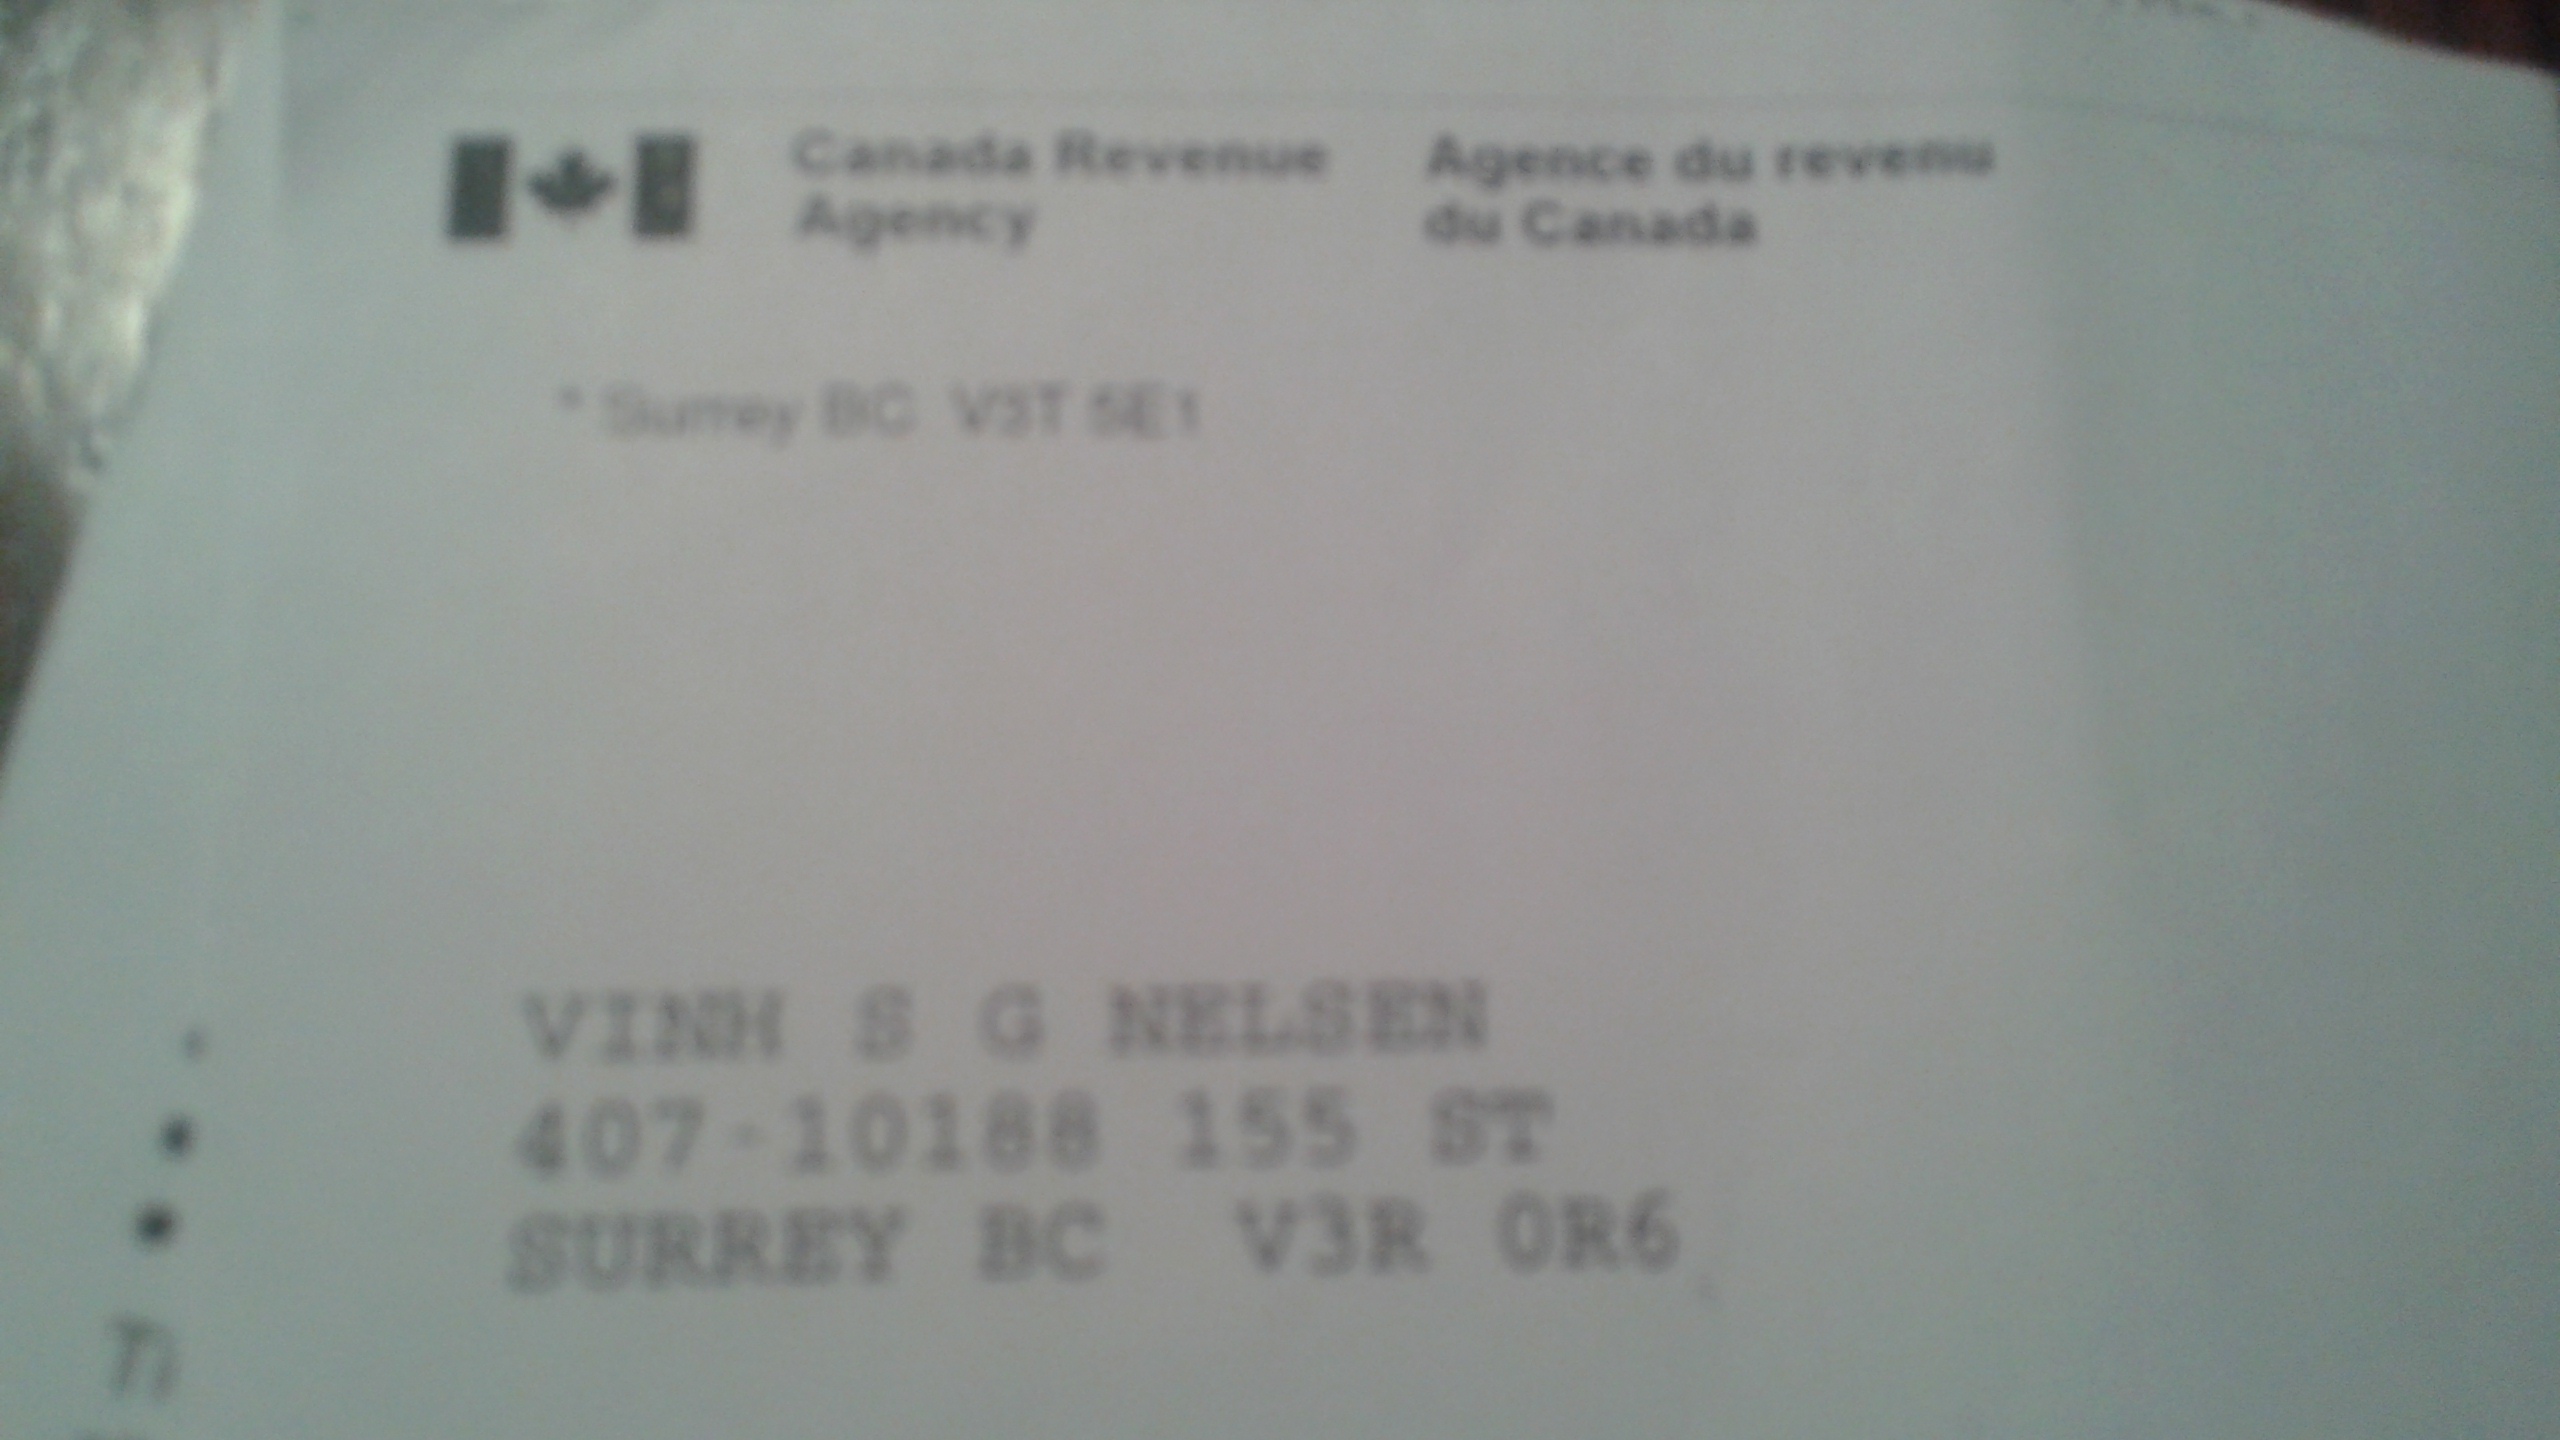 Canada Revenue
Agency
Agence du revenu
du Canada
* Surrey BC V3T 5E1
VINH S G NELSEN
407-10188 155 ST
SURREY BC V3R 0R6